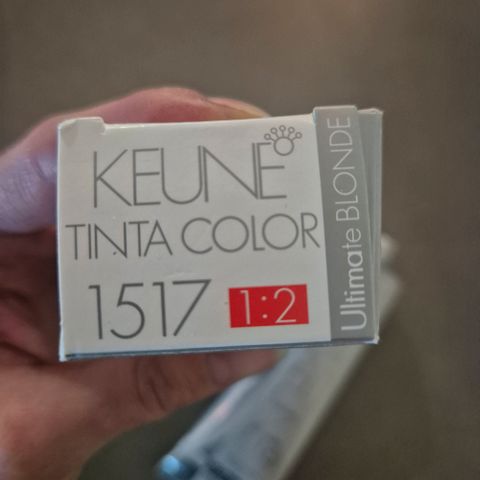 KEUNE
TINTA COLOR
1517 1:2
Ultimate BLONDE